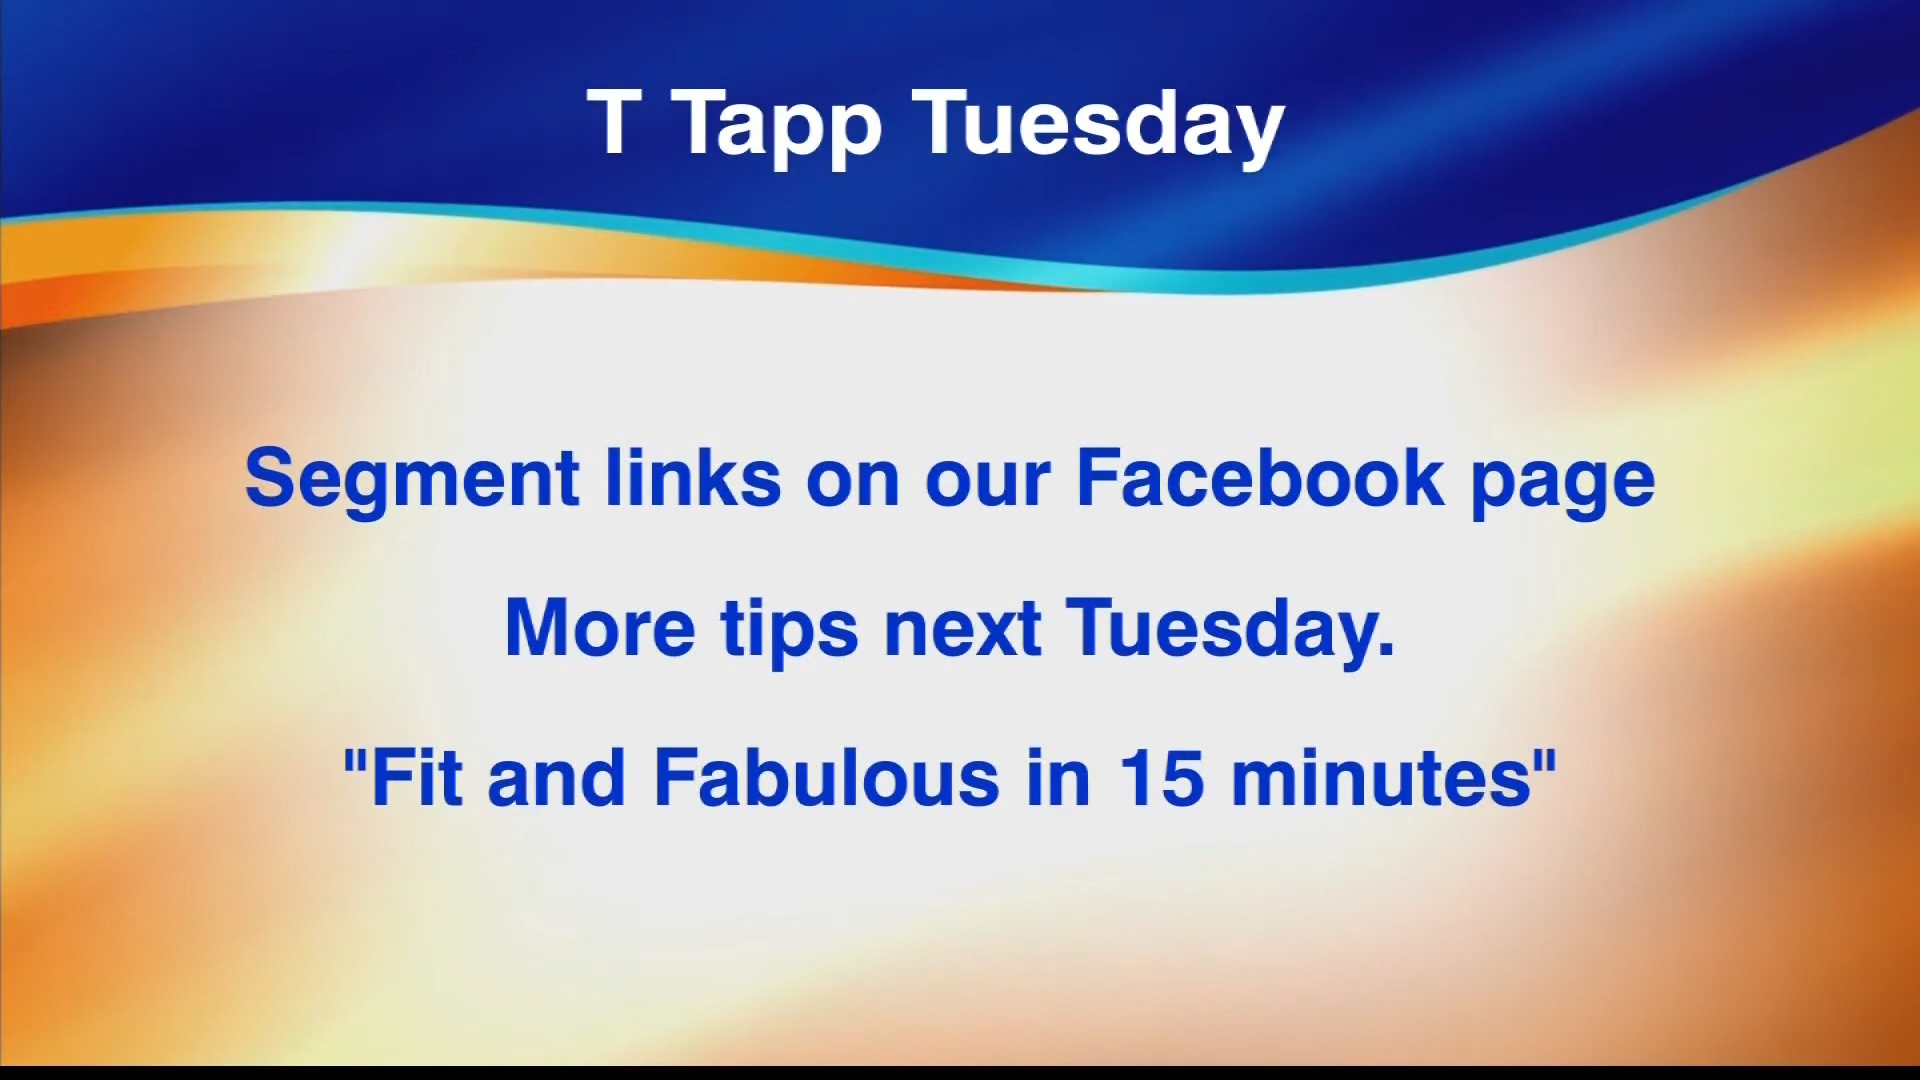 T Tapp Tuesday
Segment links on our Facebook page
More tips next Tuesday.
"Fit and Fabulous in 15 minutes"